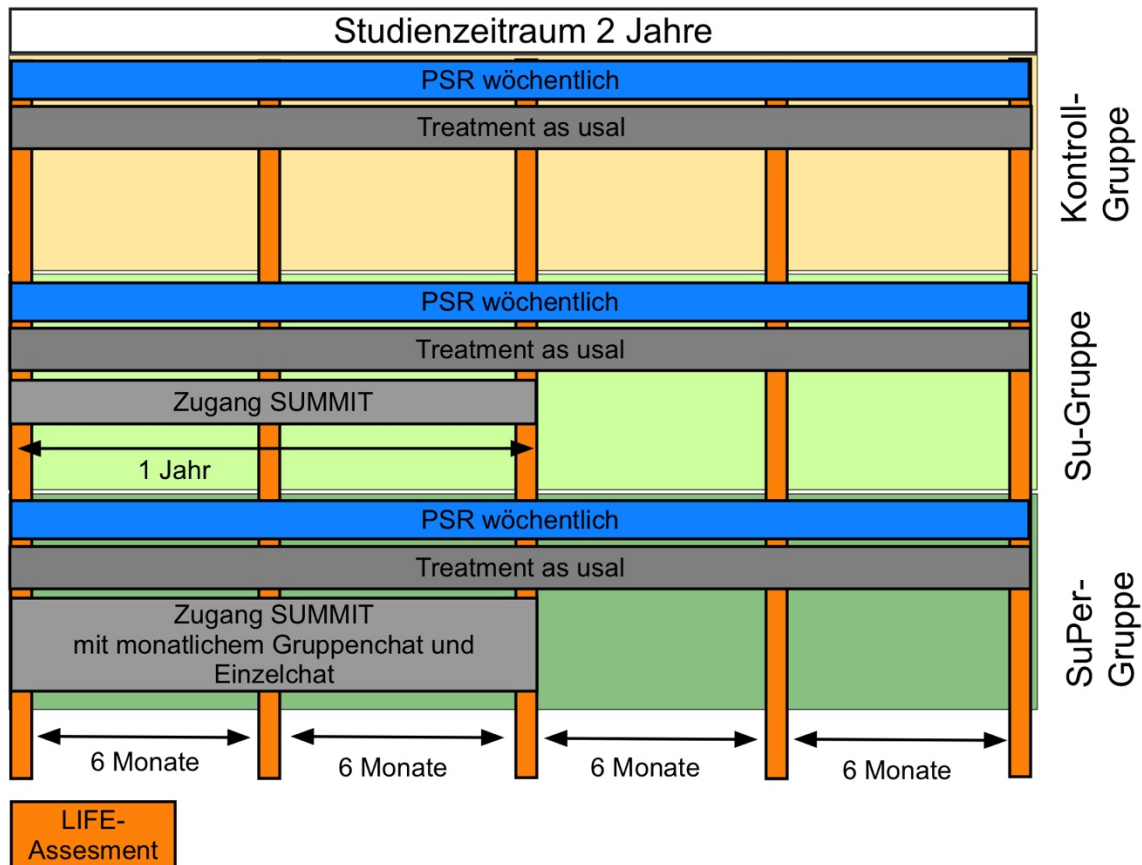 Studienzeitraum 2 Jahre
PSR wöchentlich
Treatment as usal
Kontroll-
Gruppe
PSR wöchentlich
Treatment as usal
Zugang SUMMIT
1 Jahr
Su-Gruppe
PSR wöchentlich
Treatment as usal
Zugang SUMMIT
mit monatlichem Gruppenchat und
Einzelchat
SuPer-
Gruppe
6 Monate
6 Monate
6 Monate
6 Monate
LIFE-
Assesment